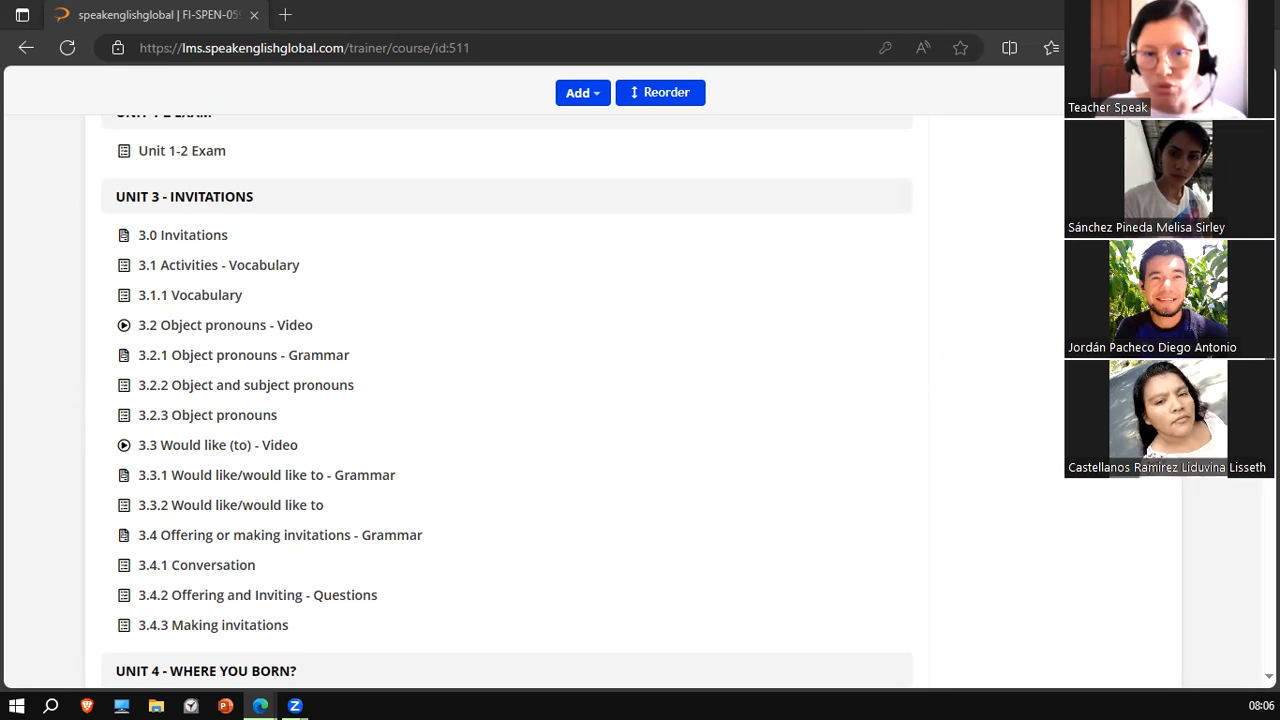 speakenglishglobal | FI-SPEN-059
https://lms.speakenglishglobal.com/trainer/course/id:511
Add
Reorder
UNIT 1-2 EXAM
Unit 1-2 Exam
UNIT 3 - INVITATIONS
3.0 Invitations
3.1 Activities - Vocabulary
3.1.1 Vocabulary
3.2 Object pronouns - Video
3.2.1 Object pronouns - Grammar
3.2.2 Object and subject pronouns
3.2.3 Object pronouns
3.3 Would like (to) - Video
3.3.1 Would like/would like to - Grammar
3.3.2 Would like/would like to
3.4 Offering or making invitations - Grammar
3.4.1 Conversation
3.4.2 Offering and Inviting - Questions
3.4.3 Making invitations
UNIT 4 - WHERE YOU BORN?
Teacher Speak
Sánchez Pineda Melisa Sirley
Jordán Pacheco Diego Antonio
Castellanos Ramírez Liduvina Lisseth
08:06